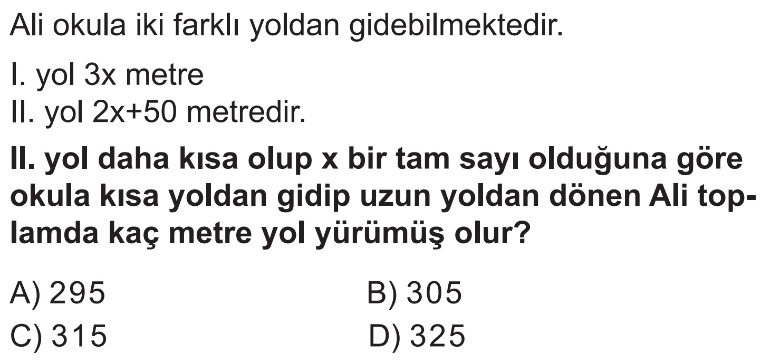 Ali okula iki farklı yoldan gidebilmektedir.
I. yol 3x metre
II. yol 2x+50 metredir.
II. yol daha kısa olup x bir tam sayı olduğuna göre
okula kısa yoldan gidip uzun yoldan dönen Ali top-
lamda kaç metre yol yürümüş olur?
A) 295 B) 305
C) 315 D) 325